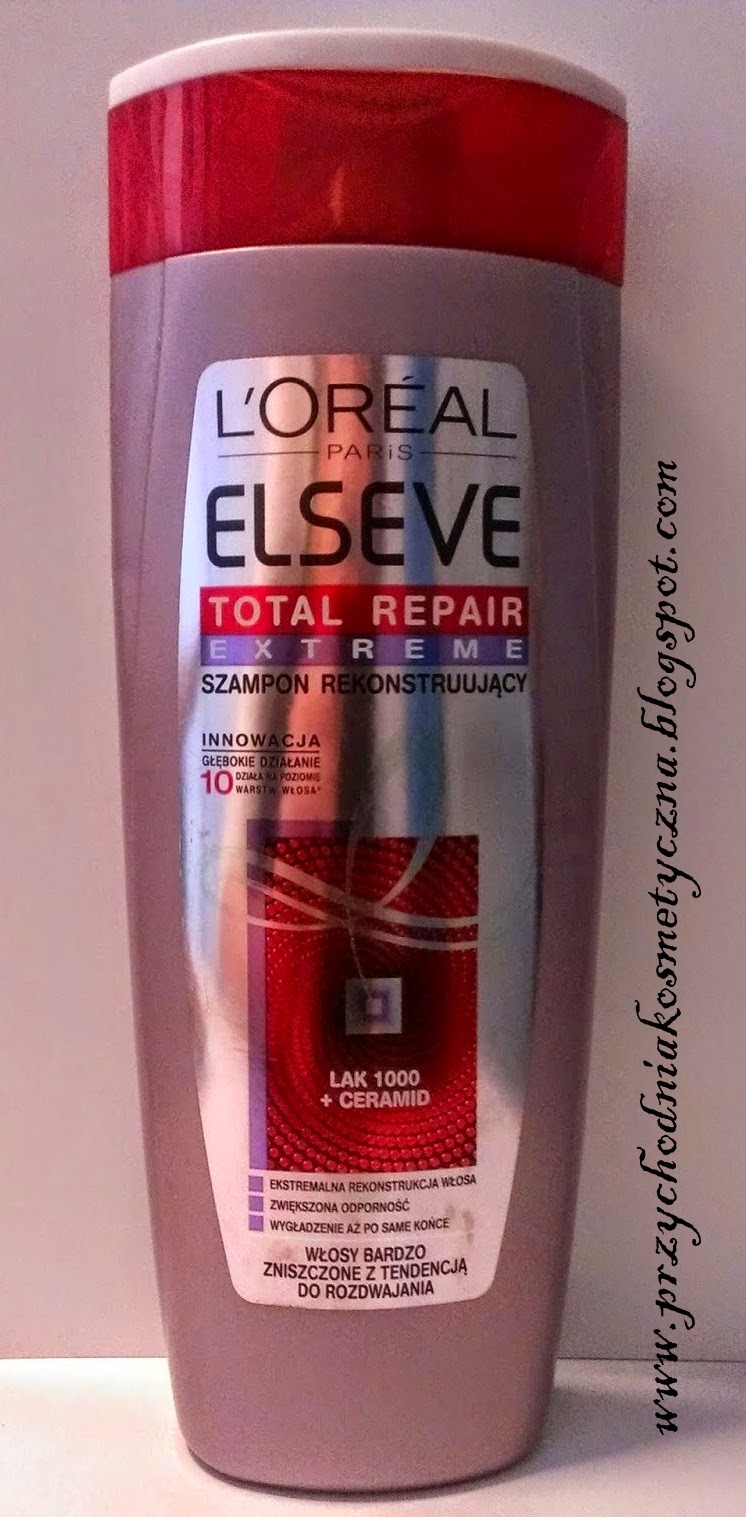 L'ORÉAL
PARiS
ELSEVE
TOTAL REPAIR
EXTREME
SZAMPON REKONSTRUUJĄCY
INNOWACJA
GŁĘBOKIE DZIAŁANIE
10 DZIAŁA NA POZIOMIE
WARSTW WŁOSA*
LAK 1000
+ CERAMID
EKSTREMALNA REKONSTRUKCJA WŁOSA
ZWIĘKSZONA ODPORNOŚĆ
WYGŁADZENIE AŻ PO SAME KOŃCE
WŁOSY BARDZO
ZNISZCZONE Z TENDENCJĄ
DO ROZDWAJANIA
www.przychodniakosmetyczna.blogspot.com